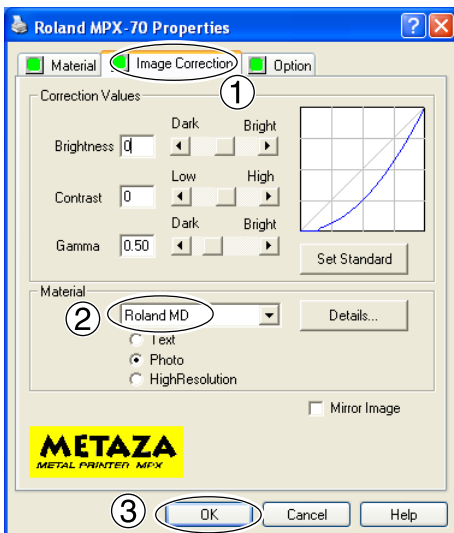 Roland MPX-70 Properties
Material Image Correction Option
1
Correction Values
Dark Bright
Brightness 0
Low High
Contrast 0
Dark Bright
Gamma 0.50
Set Standard
Material
2 Roland MD Details...
Text
Photo
HighResolution
Mirror Image
METAZA
METAL PRINTER MPX
3 OK Cancel Help